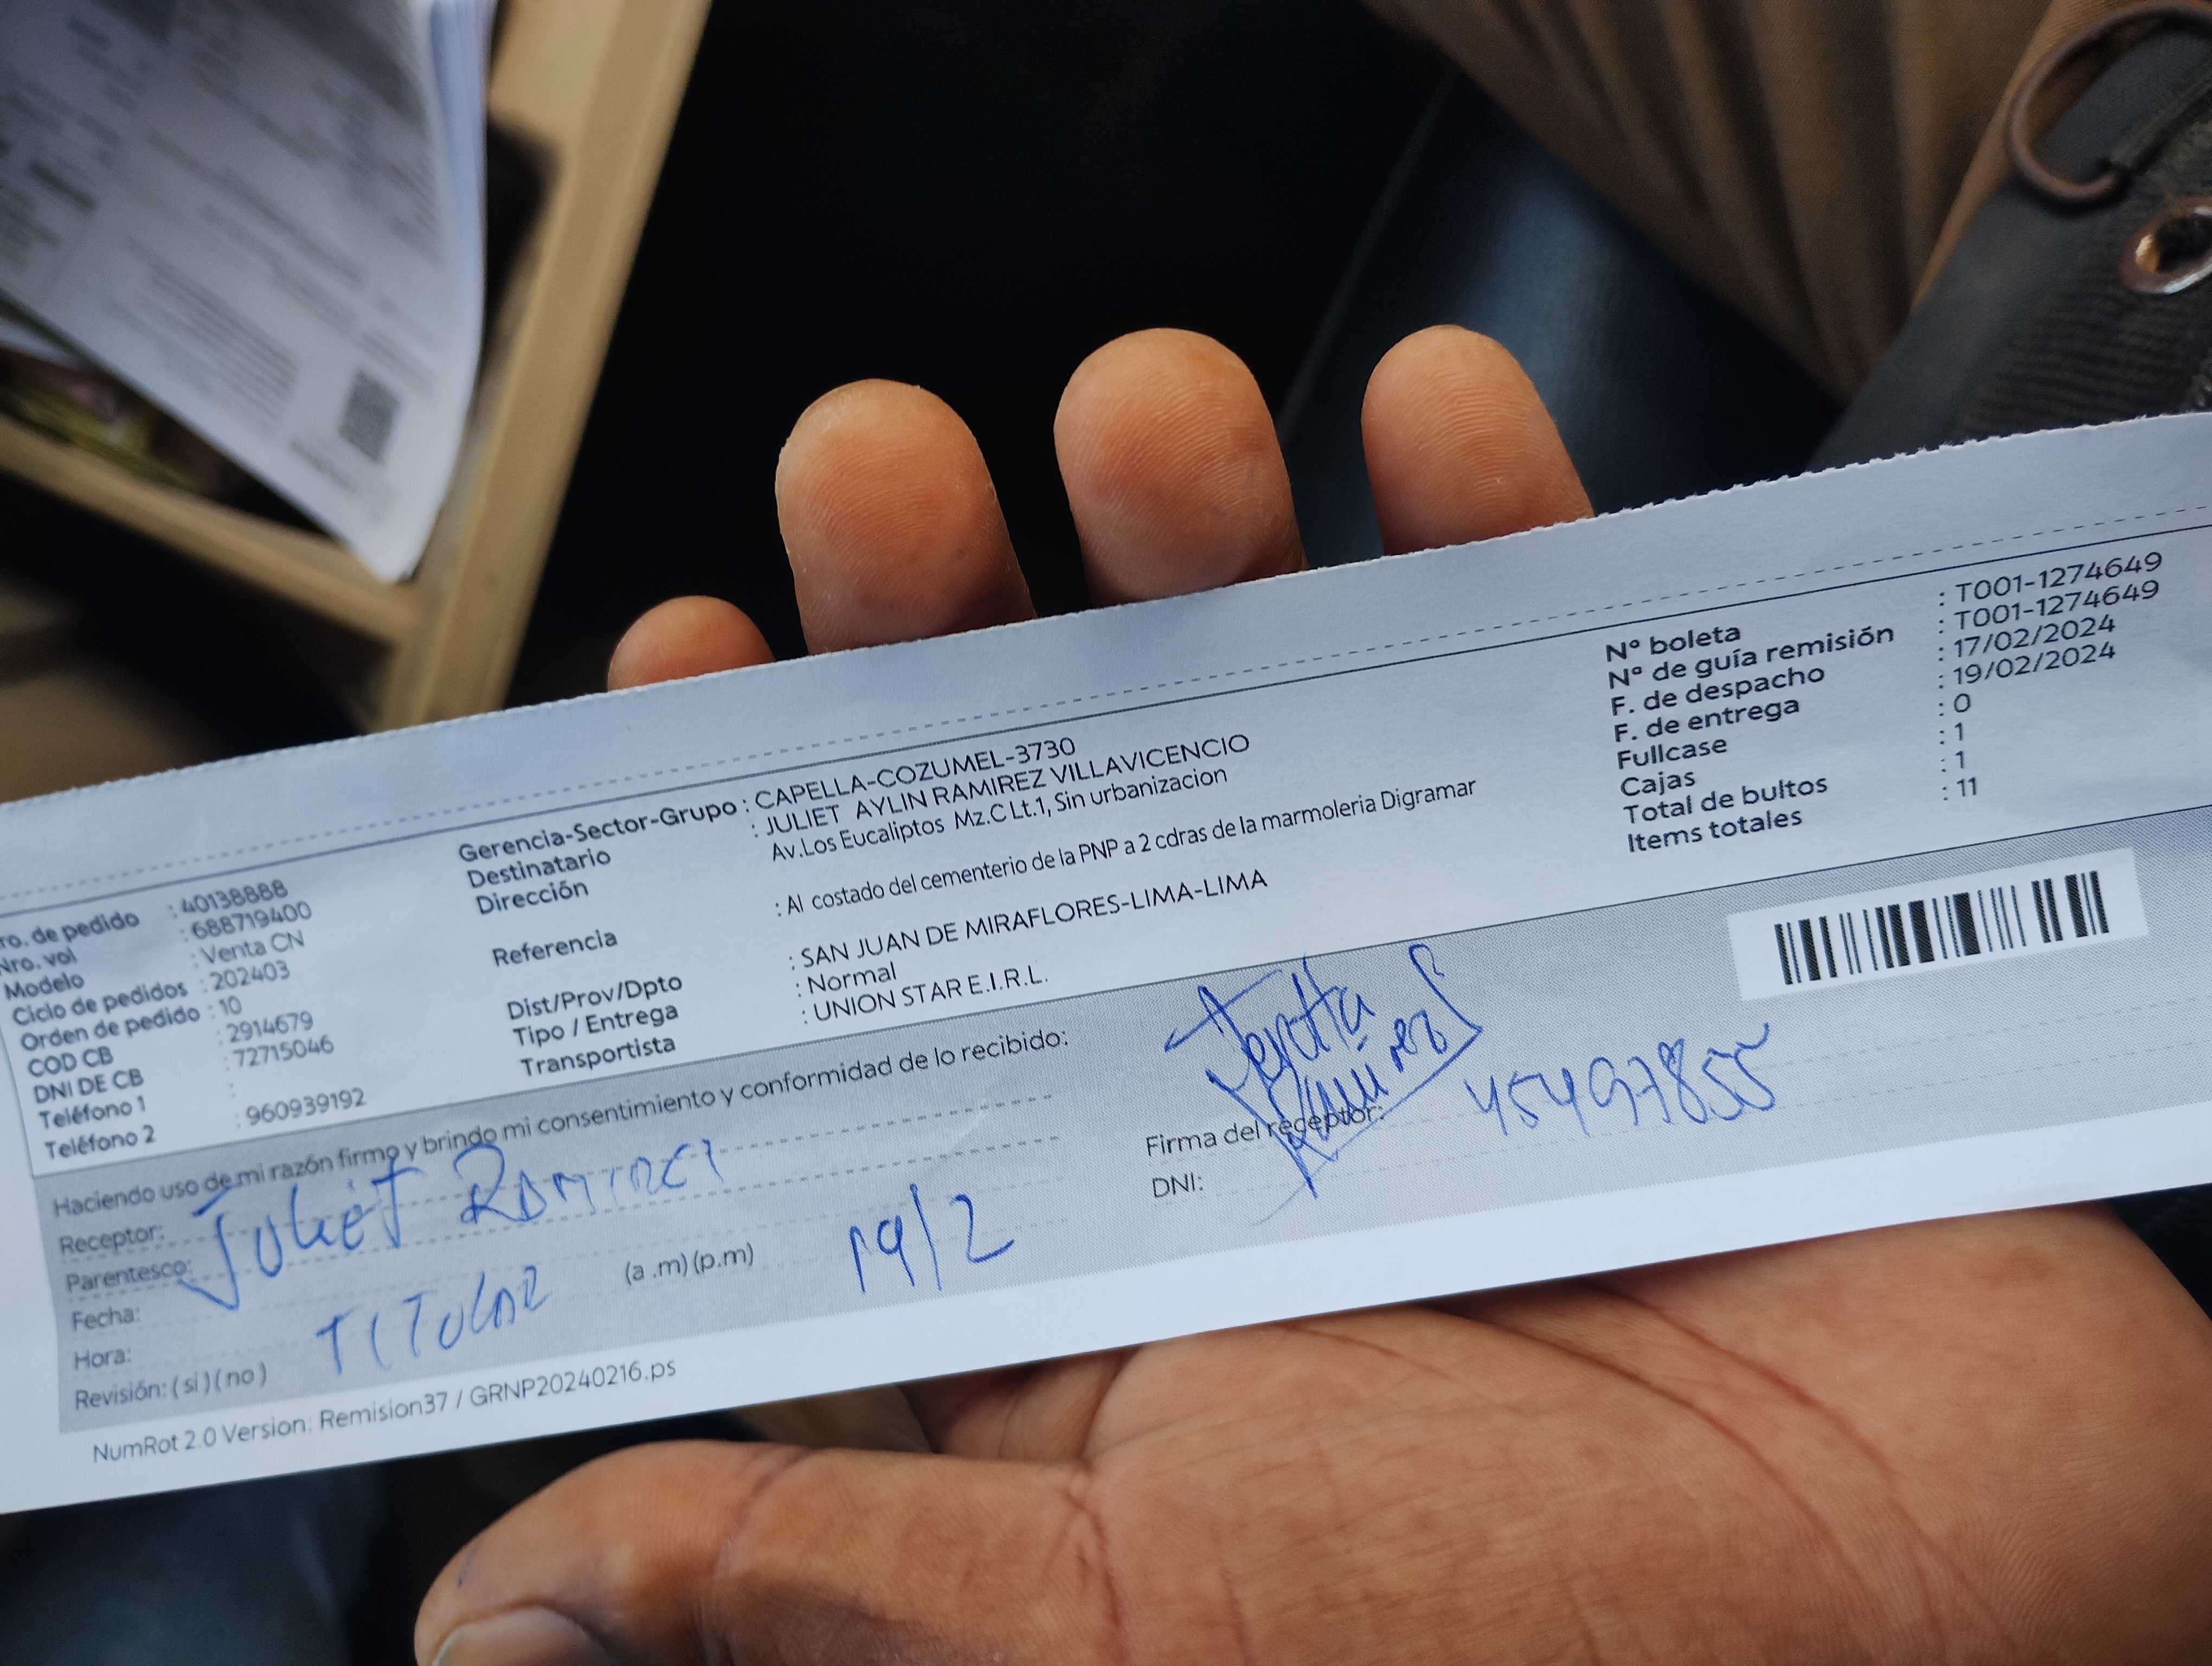 ro. de pedido : 40138888
Nro. vol : 688719400
Modelo : Venta CN
Ciclo de pedidos : 202403
Orden de pedido : 10
COD CB : 2914679
DNI DE CB : 72715046
Teléfono 1 :
Teléfono 2 : 960939192
Gerencia-Sector-Grupo : CAPELLA-COZUMEL-3730
Destinatario : JULIET AYLIN RAMIREZ VILLAVICENCIO
Dirección Av.Los Eucaliptos Mz.C Lt.1, Sin urbanizacion
Referencia : Al costado del cementerio de la PNP a 2 cdras de la marmoleria Digramar
Dist/Prov/Dpto : SAN JUAN DE MIRAFLORES-LIMA-LIMA
Tipo / Entrega : Normal
Transportista : UNION STAR E.I.R.L.
N° boleta : T001-1274649
N° de guía remisión : T001-1274649
F. de despacho : 17/02/2024
F. de entrega : 19/02/2024
Fullcase : 0
Cajas : 1
Total de bultos : 1
Items totales : 11
Haciendo uso de mi razón firmo y brindo mi consentimiento y conformidad de lo recibido:
Receptor: JULIET
Parentesco:
Fecha:
Hora: (a .m) (p.m) 19/2
Revisión: ( si ) ( no ) TITULAR
Firma del receptor:
DNI: 45497855
NumRot 2.0 Version: Remision37 / GRNP20240216.ps